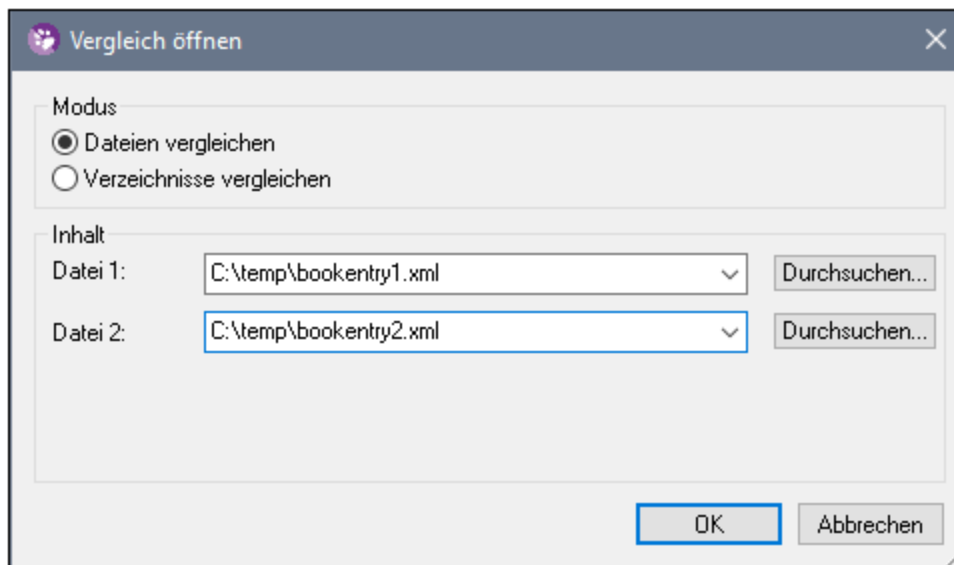 Vergleich öffnen
Modus
Dateien vergleichen
Verzeichnisse vergleichen
Inhalt
Datei 1: C:\temp\bookentry1.xml Durchsuchen...
Datei 2: C:\temp\bookentry2.xml Durchsuchen...
OK Abbrechen